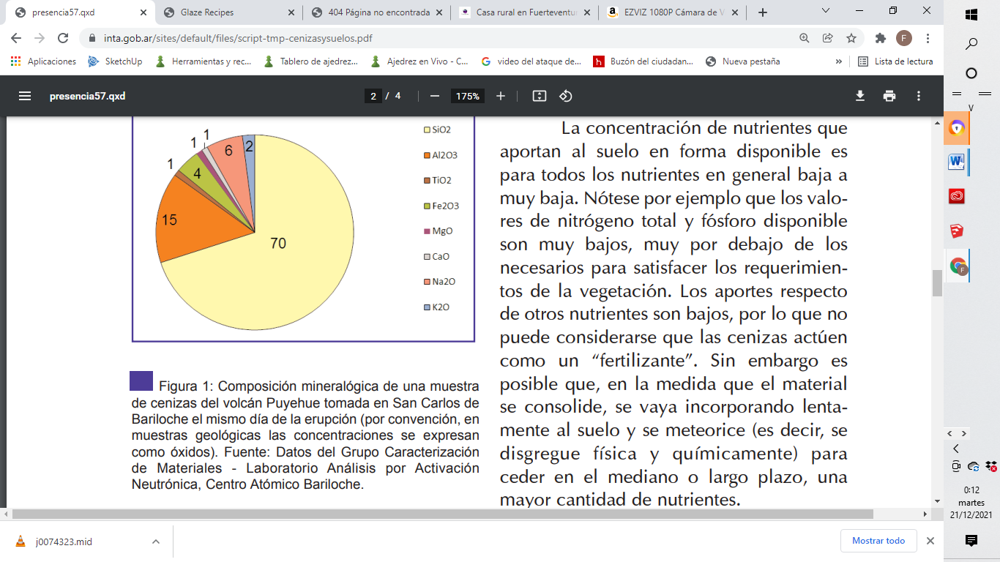 presencia57.qxd
Glaze Recipes
404 Página no encontrada
Casa rural en Fuerteventu
EZVIZ 1080P Cámara de V
inta.gob.ar/sites/default/files/script-tmp-cenizasysuelos.pdf
F
Aplicaciones
SketchUp
Herramientas y rec...
Tablero de ajedrez...
Ajedrez en Vivo - C...
video del ataque de...
Buzón del ciudadan...
Nueva pestaña
»
Lista de lectura
presencia57.qxd
2 / 4
175%
1
1
1
4
6
2
15
70
SiO2
Al2O3
TiO2
Fe2O3
MgO
CaO
Na2O
K2O
Figura 1: Composición mineralógica de una muestra
de cenizas del volcán Puyehue tomada en San Carlos de
Bariloche el mismo día de la erupción (por convención, en
muestras geológicas las concentraciones se expresan
como óxidos). Fuente: Datos del Grupo Caracterización
de Materiales - Laboratorio Análisis por Activación
Neutrónica, Centro Atómico Bariloche.
La concentración de nutrientes que
aportan al suelo en forma disponible es
para todos los nutrientes en general baja a
muy baja. Nótese por ejemplo que los valo-
res de nitrógeno total y fósforo disponible
son muy bajos, muy por debajo de los
necesarios para satisfacer los requerimien-
tos de la vegetación. Los aportes respecto
de otros nutrientes son bajos, por lo que no
puede considerarse que las cenizas actúen
como un “fertilizante”. Sin embargo es
posible que, en la medida que el material
se consolide, se vaya incorporando lenta-
mente al suelo y se meteorice (es decir, se
disgregue física y químicamente) para
ceder en el mediano o largo plazo, una
mayor cantidad de nutrientes.
j0074323.mid
Mostrar todo
V
W
F
0:12
martes
21/12/2021